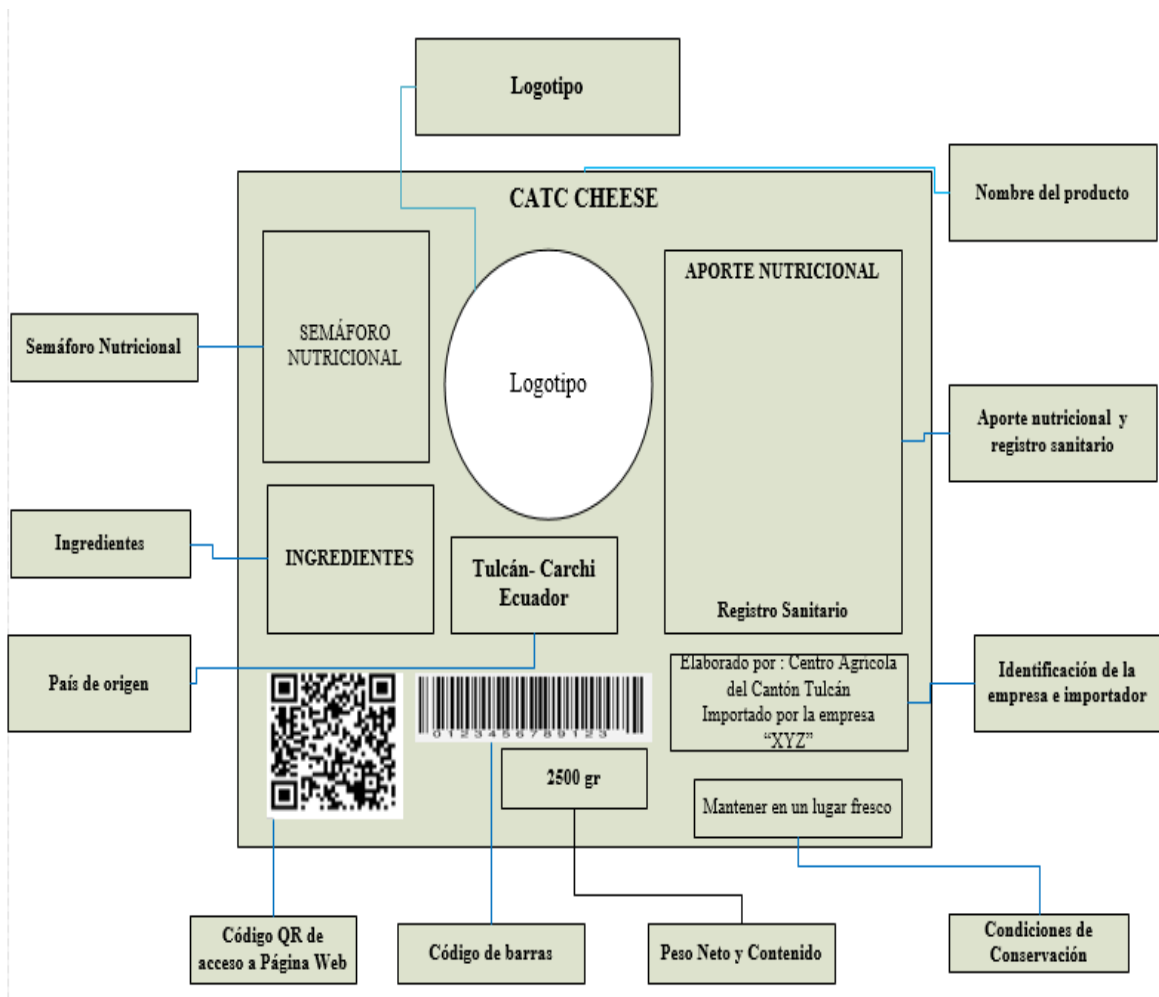 Logotipo
Nombre del producto
CATC CHEESE
SEMÁFORO
NUTRICIONAL
Logotipo
APORTE NUTRICIONAL
Registro Sanitario
Semáforo Nutricional
Aporte nutricional y
registro sanitario
Ingredientes
INGREDIENTES
Tulcán- Carchi
Ecuador
País de origen
Elaborado por : Centro Agrícola
del Cantón Tulcán
Importado por la empresa
“XYZ”
Identificación de la
empresa e importador
0123456789123
2500 gr
Mantener en un lugar fresco
Código QR de
acceso a Página Web
Código de barras
Peso Neto y Contenido
Condiciones de
Conservación